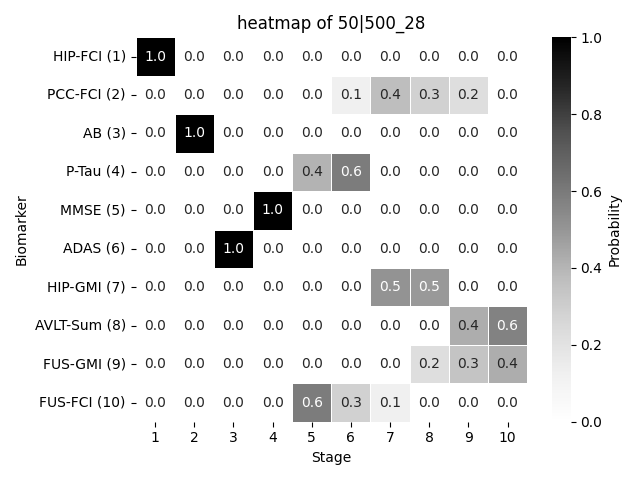 heatmap of 50|500_28
HIP-FCI (1) 1.0 0.0 0.0 0.0 0.0 0.0 0.0 0.0 0.0 0.0
PCC-FCI (2) 0.0 0.0 0.0 0.0 0.0 0.1 0.4 0.3 0.2 0.0
AB (3) 0.0 1.0 0.0 0.0 0.0 0.0 0.0 0.0 0.0 0.0
P-Tau (4) 0.0 0.0 0.0 0.0 0.4 0.6 0.0 0.0 0.0 0.0
MMSE (5) 0.0 0.0 0.0 1.0 0.0 0.0 0.0 0.0 0.0 0.0
ADAS (6) 0.0 0.0 1.0 0.0 0.0 0.0 0.0 0.0 0.0 0.0
HIP-GMI (7) 0.0 0.0 0.0 0.0 0.0 0.0 0.5 0.5 0.0 0.0
AVLT-Sum (8) 0.0 0.0 0.0 0.0 0.0 0.0 0.0 0.0 0.4 0.6
FUS-GMI (9) 0.0 0.0 0.0 0.0 0.0 0.0 0.0 0.2 0.3 0.4
FUS-FCI (10) 0.0 0.0 0.0 0.0 0.6 0.3 0.1 0.0 0.0 0.0
1 2 3 4 5 6 7 8 9 10
Stage
Biomarker
1.0
0.8
0.6
0.4
0.2
0.0
Probability